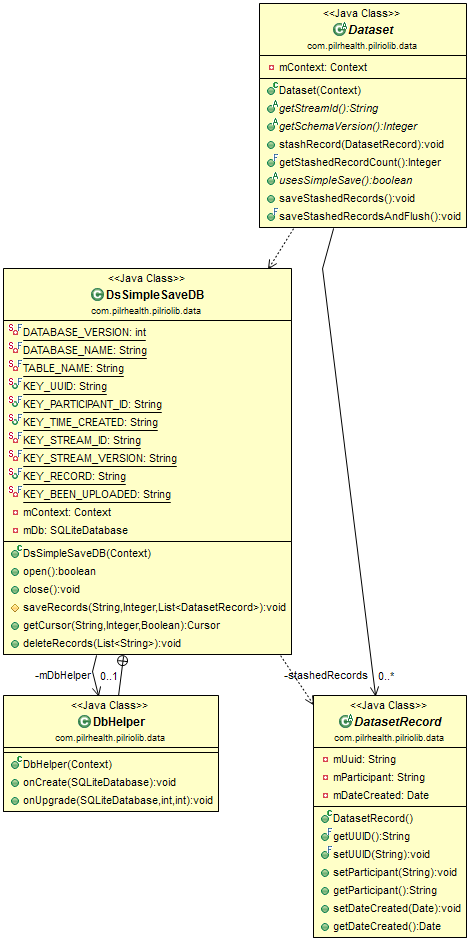 <<Java Class>>
Dataset
com.pilrhealth.pilriolib.data
mContext: Context
Dataset(Context)
getStreamId():String
getSchemaVersion():Integer
stashRecord(DatasetRecord):void
getStashedRecordCount():Integer
usesSimpleSave():boolean
saveStashedRecords():void
saveStashedRecordsAndFlush():void
<<Java Class>>
DsSimpleSaveDB
com.pilrhealth.pilriolib.data
DATABASE_VERSION: int
DATABASE_NAME: String
TABLE_NAME: String
KEY_UUID: String
KEY_PARTICIPANT_ID: String
KEY_TIME_CREATED: String
KEY_STREAM_ID: String
KEY_STREAM_VERSION: String
KEY_RECORD: String
KEY_BEEN_UPLOADED: String
mContext: Context
mDb: SQLiteDatabase
DsSimpleSaveDB(Context)
open():boolean
close():void
saveRecords(String,Integer,List<DatasetRecord>):void
getCursor(String,Integer,Boolean):Cursor
deleteRecords(List<String>):void
-mDbHelper 0..1
-stashedRecords 0..*
<<Java Class>>
DbHelper
com.pilrhealth.pilriolib.data
DbHelper(Context)
onCreate(SQLiteDatabase):void
onUpgrade(SQLiteDatabase,int,int):void
<<Java Class>>
DatasetRecord
com.pilrhealth.pilriolib.data
mUuid: String
mParticipant: String
mDateCreated: Date
DatasetRecord()
getUUID():String
setUUID(String):void
setParticipant(String):void
getParticipant():String
setDateCreated(Date):void
getDateCreated():Date